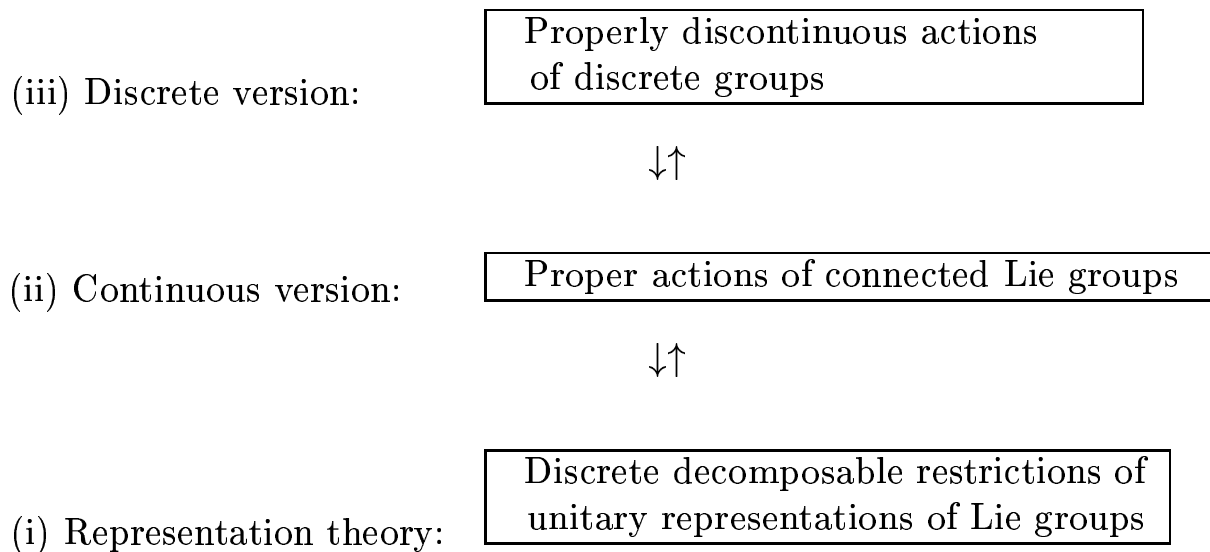 Properly discontinuous actions
(iii) Discrete version: of discrete groups
↓↑
(ii) Continuous version: Proper actions of connected Lie groups
↓↑
Discrete decomposable restrictions of
(i) Representation theory: unitary representations of Lie groups